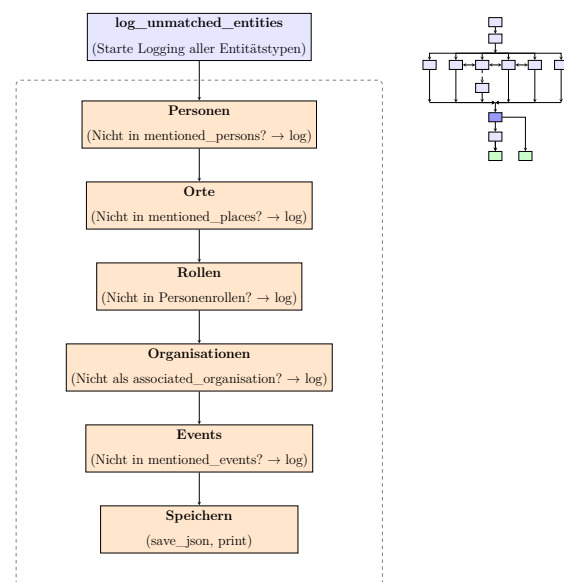 log_unmatched_entities
(Starte Logging aller Entitätstypen)
Personen
(Nicht in mentioned_persons? → log)
Orte
(Nicht in mentioned_places? → log)
Rollen
(Nicht in Personenrollen? → log)
Organisationen
(Nicht als associated_organisation? → log)
Events
(Nicht in mentioned_events? → log)
Speichern
(save_json, print)